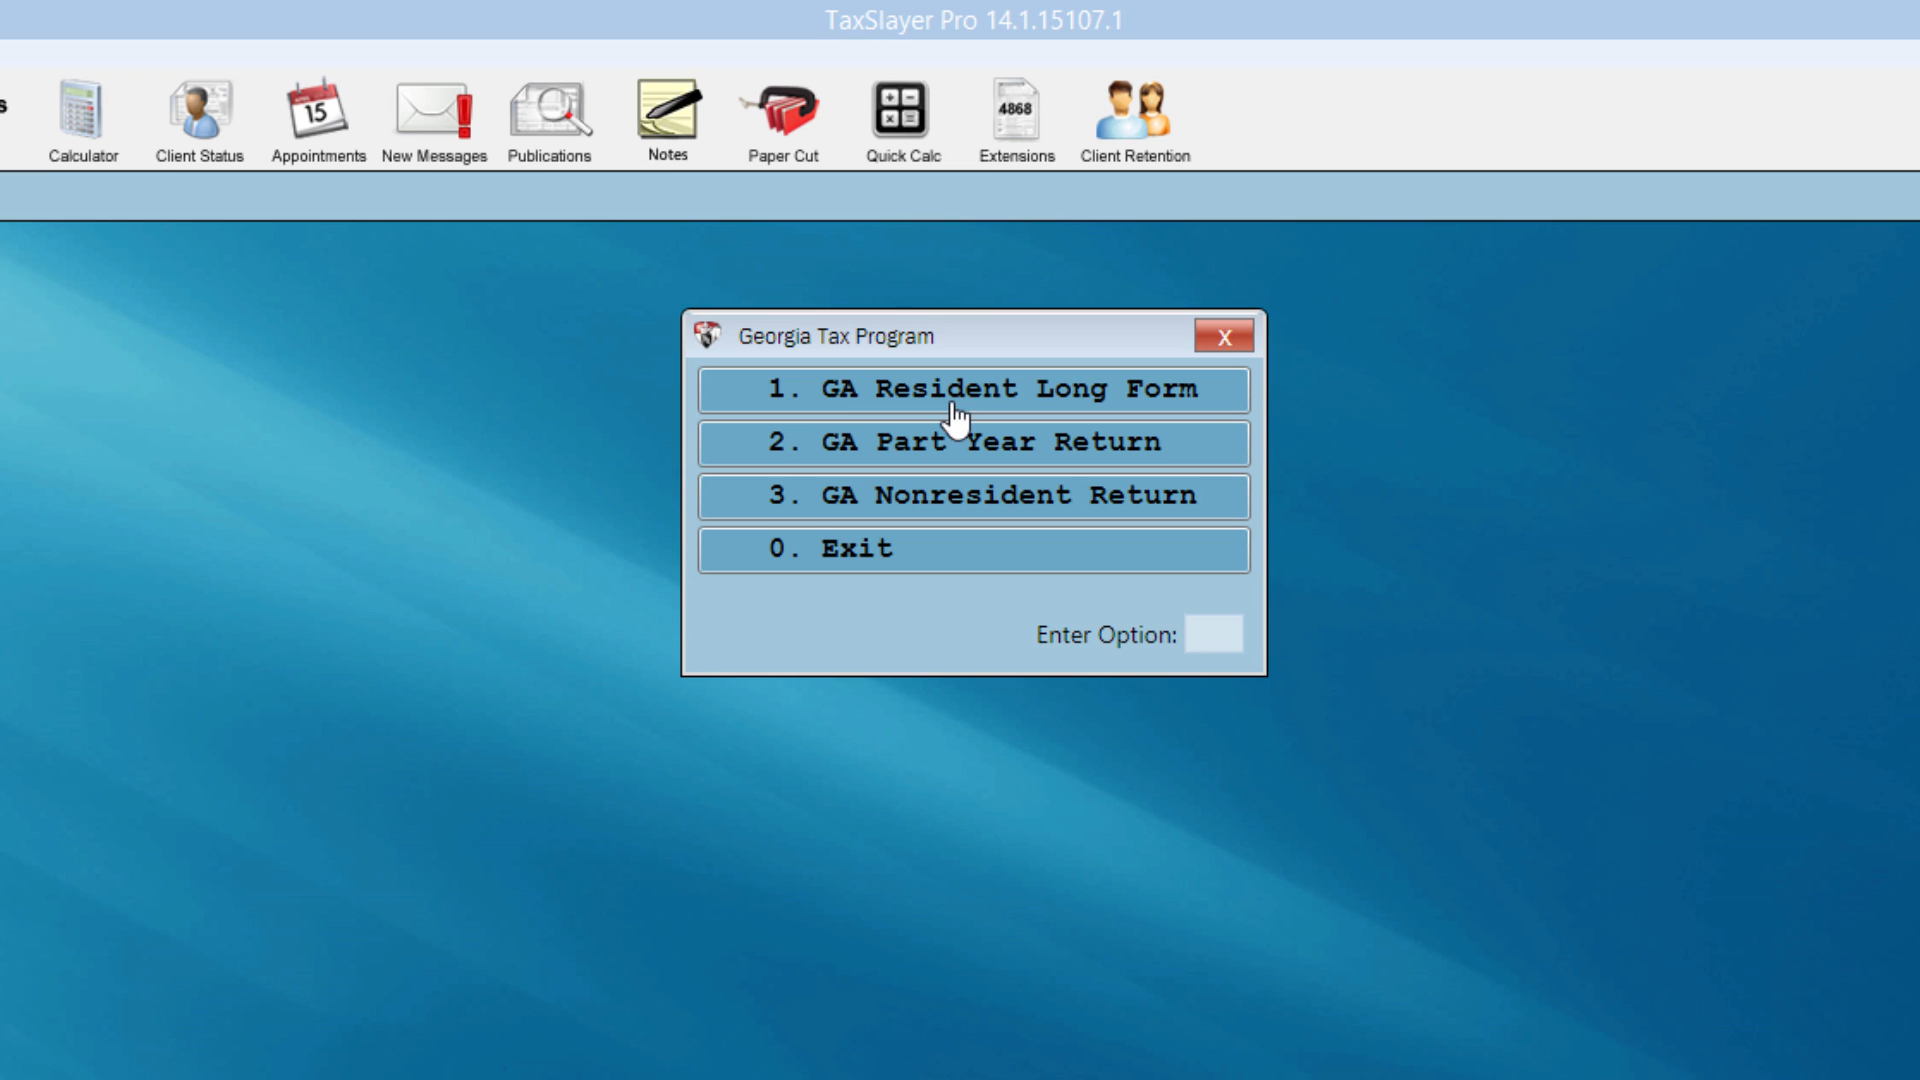 TaxSlayer Pro 14.1.15107.1
s
15
4868
Calculator
Client Status
Appointments
New Messages
Publications
Notes
Paper Cut
Quick Calc
Extensions
Client Retention
Georgia Tax Program
X
1. GA Resident Long Form
2. GA Part Year Return
3. GA Nonresident Return
0. Exit
Enter Option: